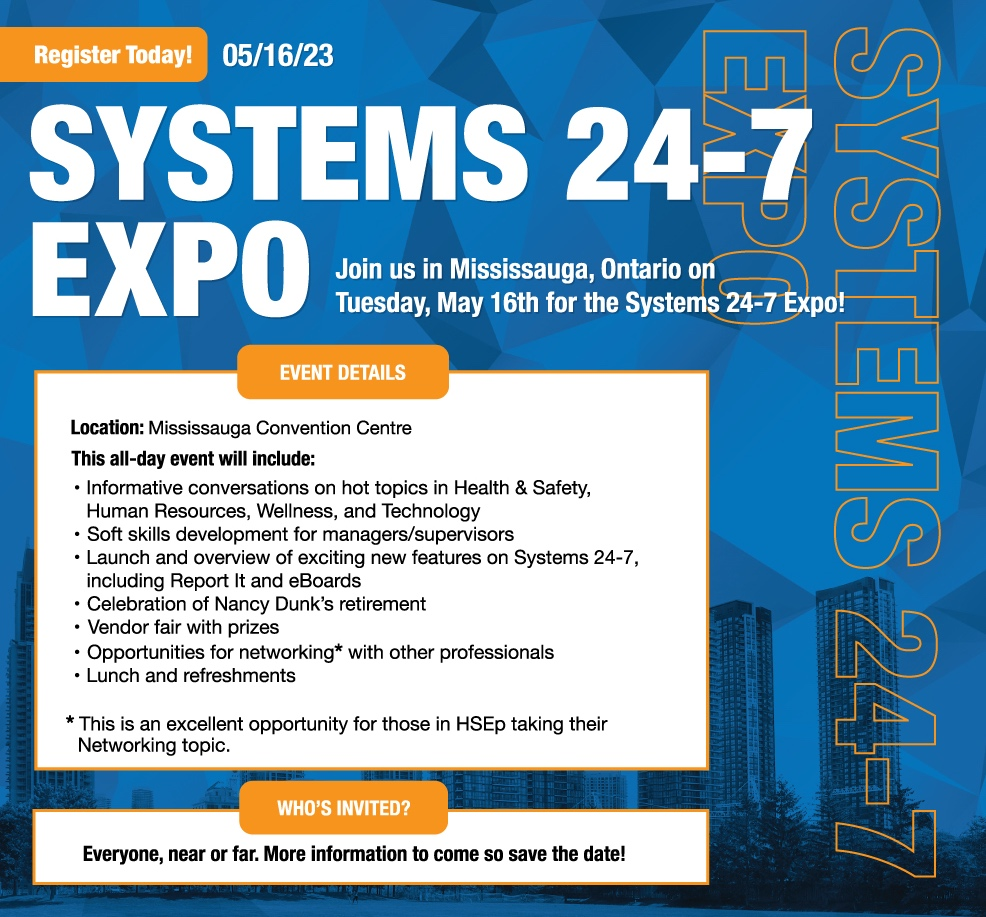 Register Today!
05/16/23
SYSTEMS 24-7
EXPO
Join us in Mississauga, Ontario on
Tuesday, May 16th for the Systems 24-7 Expo!
EVENT DETAILS
Location: Mississauga Convention Centre
This all-day event will include:
• Informative conversations on hot topics in Health & Safety,
Human Resources, Wellness, and Technology
• Soft skills development for managers/supervisors
• Launch and overview of exciting new features on Systems 24-7,
including Report It and eBoards
• Celebration of Nancy Dunk’s retirement
• Vendor fair with prizes
• Opportunities for networking* with other professionals
• Lunch and refreshments
* This is an excellent opportunity for those in HSEp taking their
Networking topic.
WHO’S INVITED?
Everyone, near or far. More information to come so save the date!
SYSTEMS 24-7
EXPO